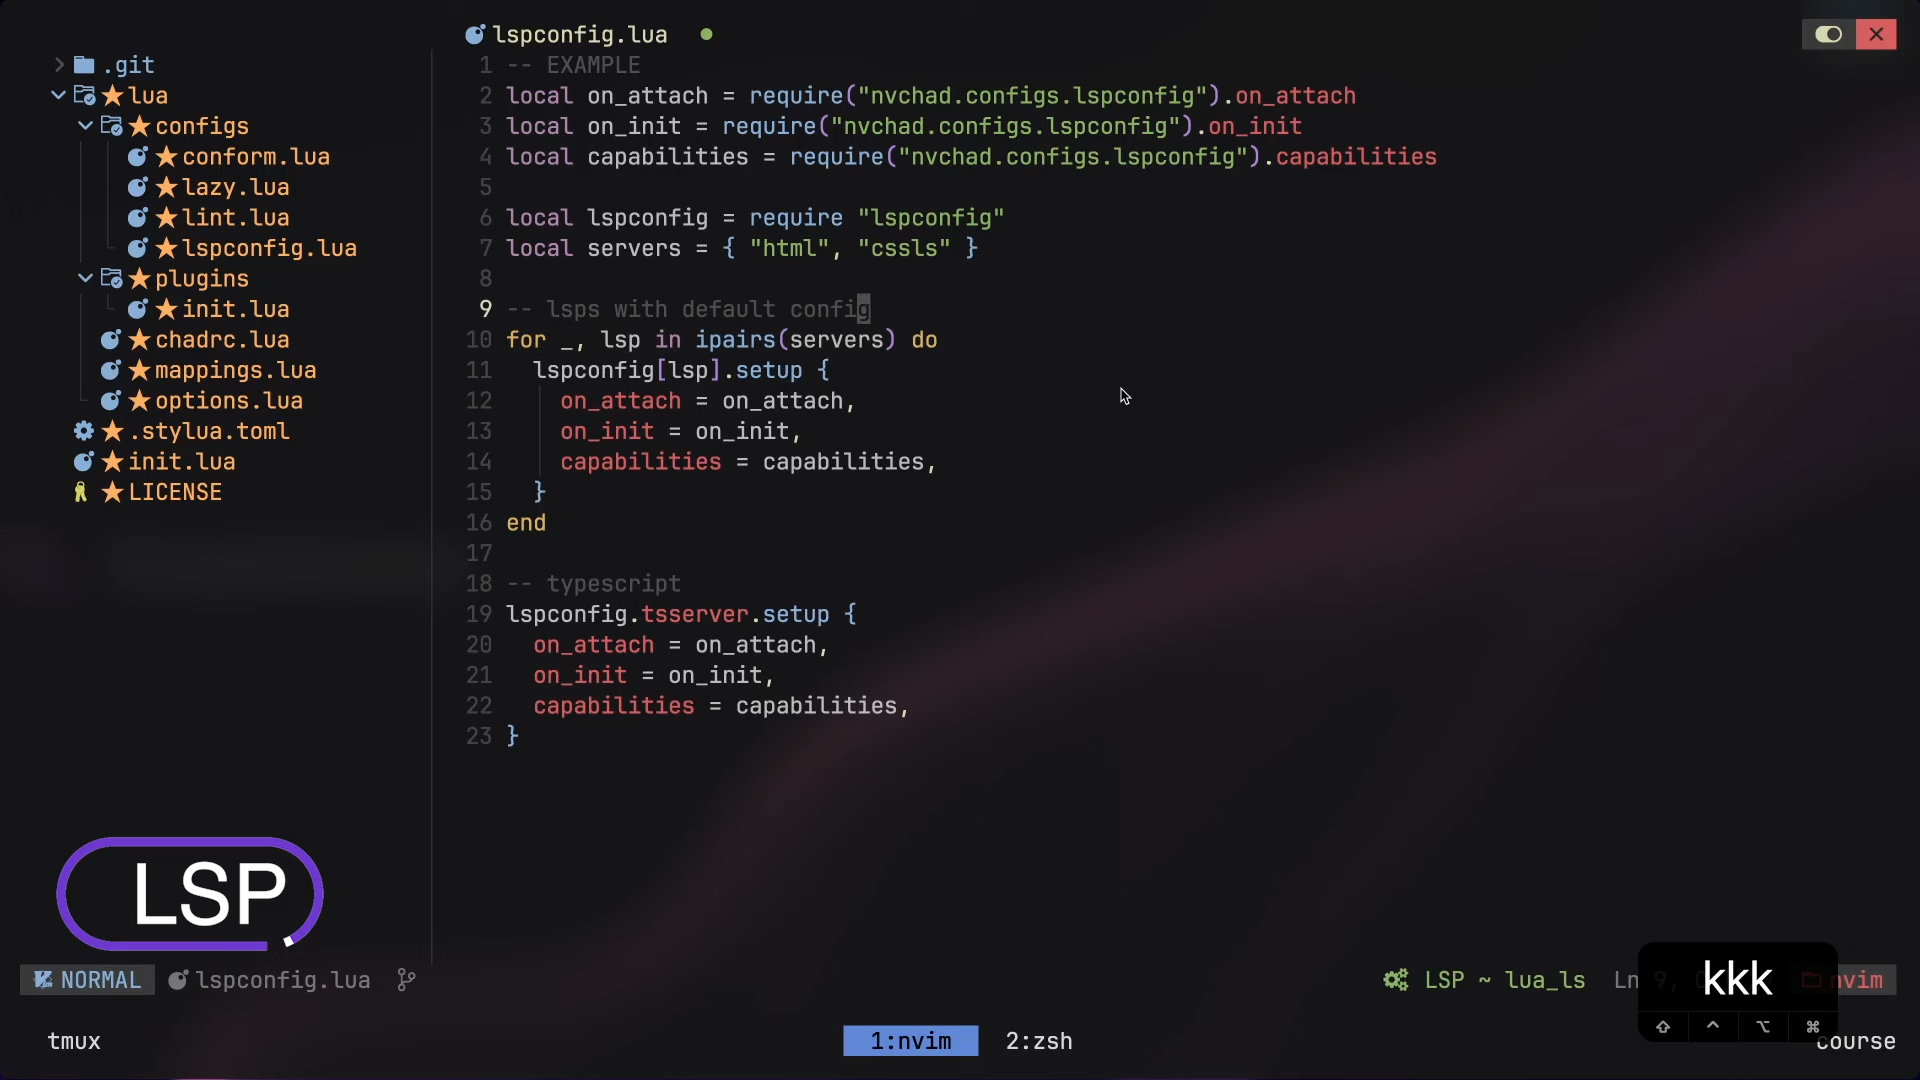 .git
lua
configs
conform.lua
lazy.lua
lint.lua
lspconfig.lua
plugins
init.lua
chadrc.lua
mappings.lua
options.lua
.stylua.toml
init.lua
LICENSE
lspconfig.lua
1 -- EXAMPLE
2 local on_attach = require("nvchad.configs.lspconfig").on_attach
3 local on_init = require("nvchad.configs.lspconfig").on_init
4 local capabilities = require("nvchad.configs.lspconfig").capabilities
5
6 local lspconfig = require "lspconfig"
7 local servers = { "html", "cssls" }
8
9 -- lsps with default config
10 for _, lsp in ipairs(servers) do
11 lspconfig[lsp].setup {
12 on_attach = on_attach,
13 on_init = on_init,
14 capabilities = capabilities,
15 }
16 end
17
18 -- typescript
19 lspconfig.tsserver.setup {
20 on_attach = on_attach,
21 on_init = on_init,
22 capabilities = capabilities,
23 }
LSP
NORMAL lspconfig.lua
LSP ~ lua_ls Ln 9, nvim
kkk
tmux 1:nvim 2:zsh course